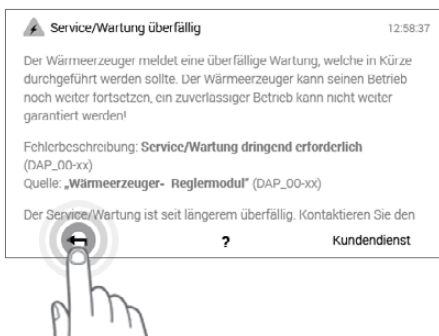 Service/Wartung überfällig 12:58:37
Der Wärmeerzeuger meldet eine überfällige Wartung, welche in Kürze
durchgeführt werden sollte. Der Wärmeerzeuger kann seinen Betrieb
noch weiter fortsetzen, ein zuverlässiger Betrieb kann nicht weiter
garantiert werden!
Fehlerbeschreibung: Service/Wartung dringend erforderlich
(DAP_00-xx)
Quelle: „Wärmeerzeuger- Reglermodul" (DAP_00-xx)
Der Service/Wartung ist seit längerem überfällig. Kontaktieren Sie den
? Kundendienst